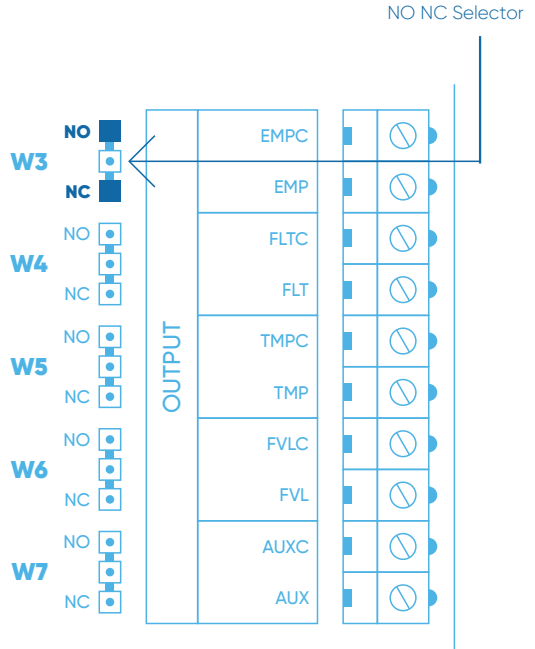 NO NC Selector
NO
W3
NC
EMPC
EMP
NO
W4
NC
FLTC
FLT
NO
W5
NC
TMPC
TMP
NO
W6
NC
FVLC
FVL
NO
W7
NC
AUXC
AUX
OUTPUT